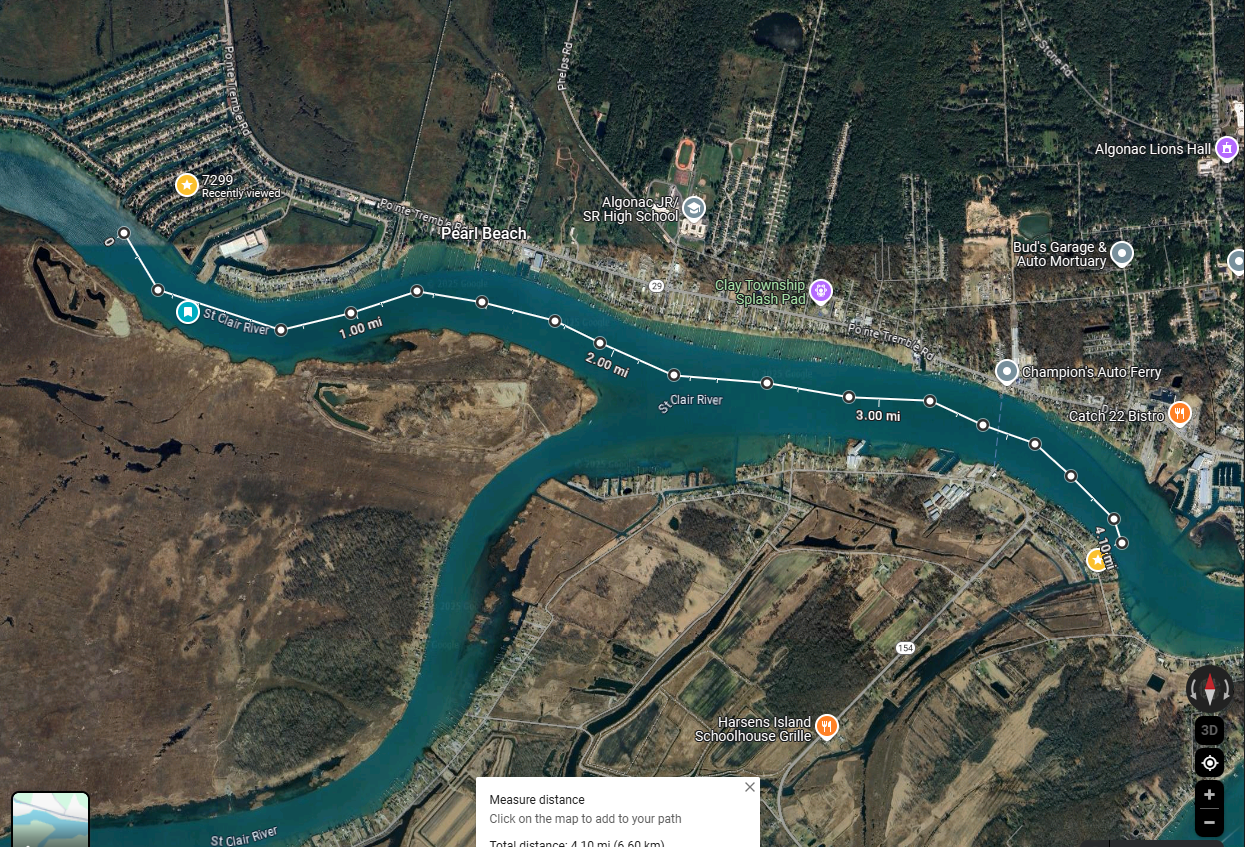 Phelps Rd
Stone Rd
Pointe Tremble Rd
Algonac Lions Hall
7299
Recently viewed
Algonac JR/
SR High School
Pointe Tremble Rd
Pearl Beach
0
Bud's Garage &
Auto Mortuary
29
Clay Township
Splash Pad
St Clair River
1.00 mi
Pointe Tremble Rd
2.00 mi
Champion's Auto Ferry
St Clair River
3.00 mi
Catch 22 Bistro
4.10 mi
154
Harsens Island
Schoolhouse Grille
3D
Measure distance
Click on the map to add to your path
St Clair River
Total distance: 4.10 mi (6.60 km)